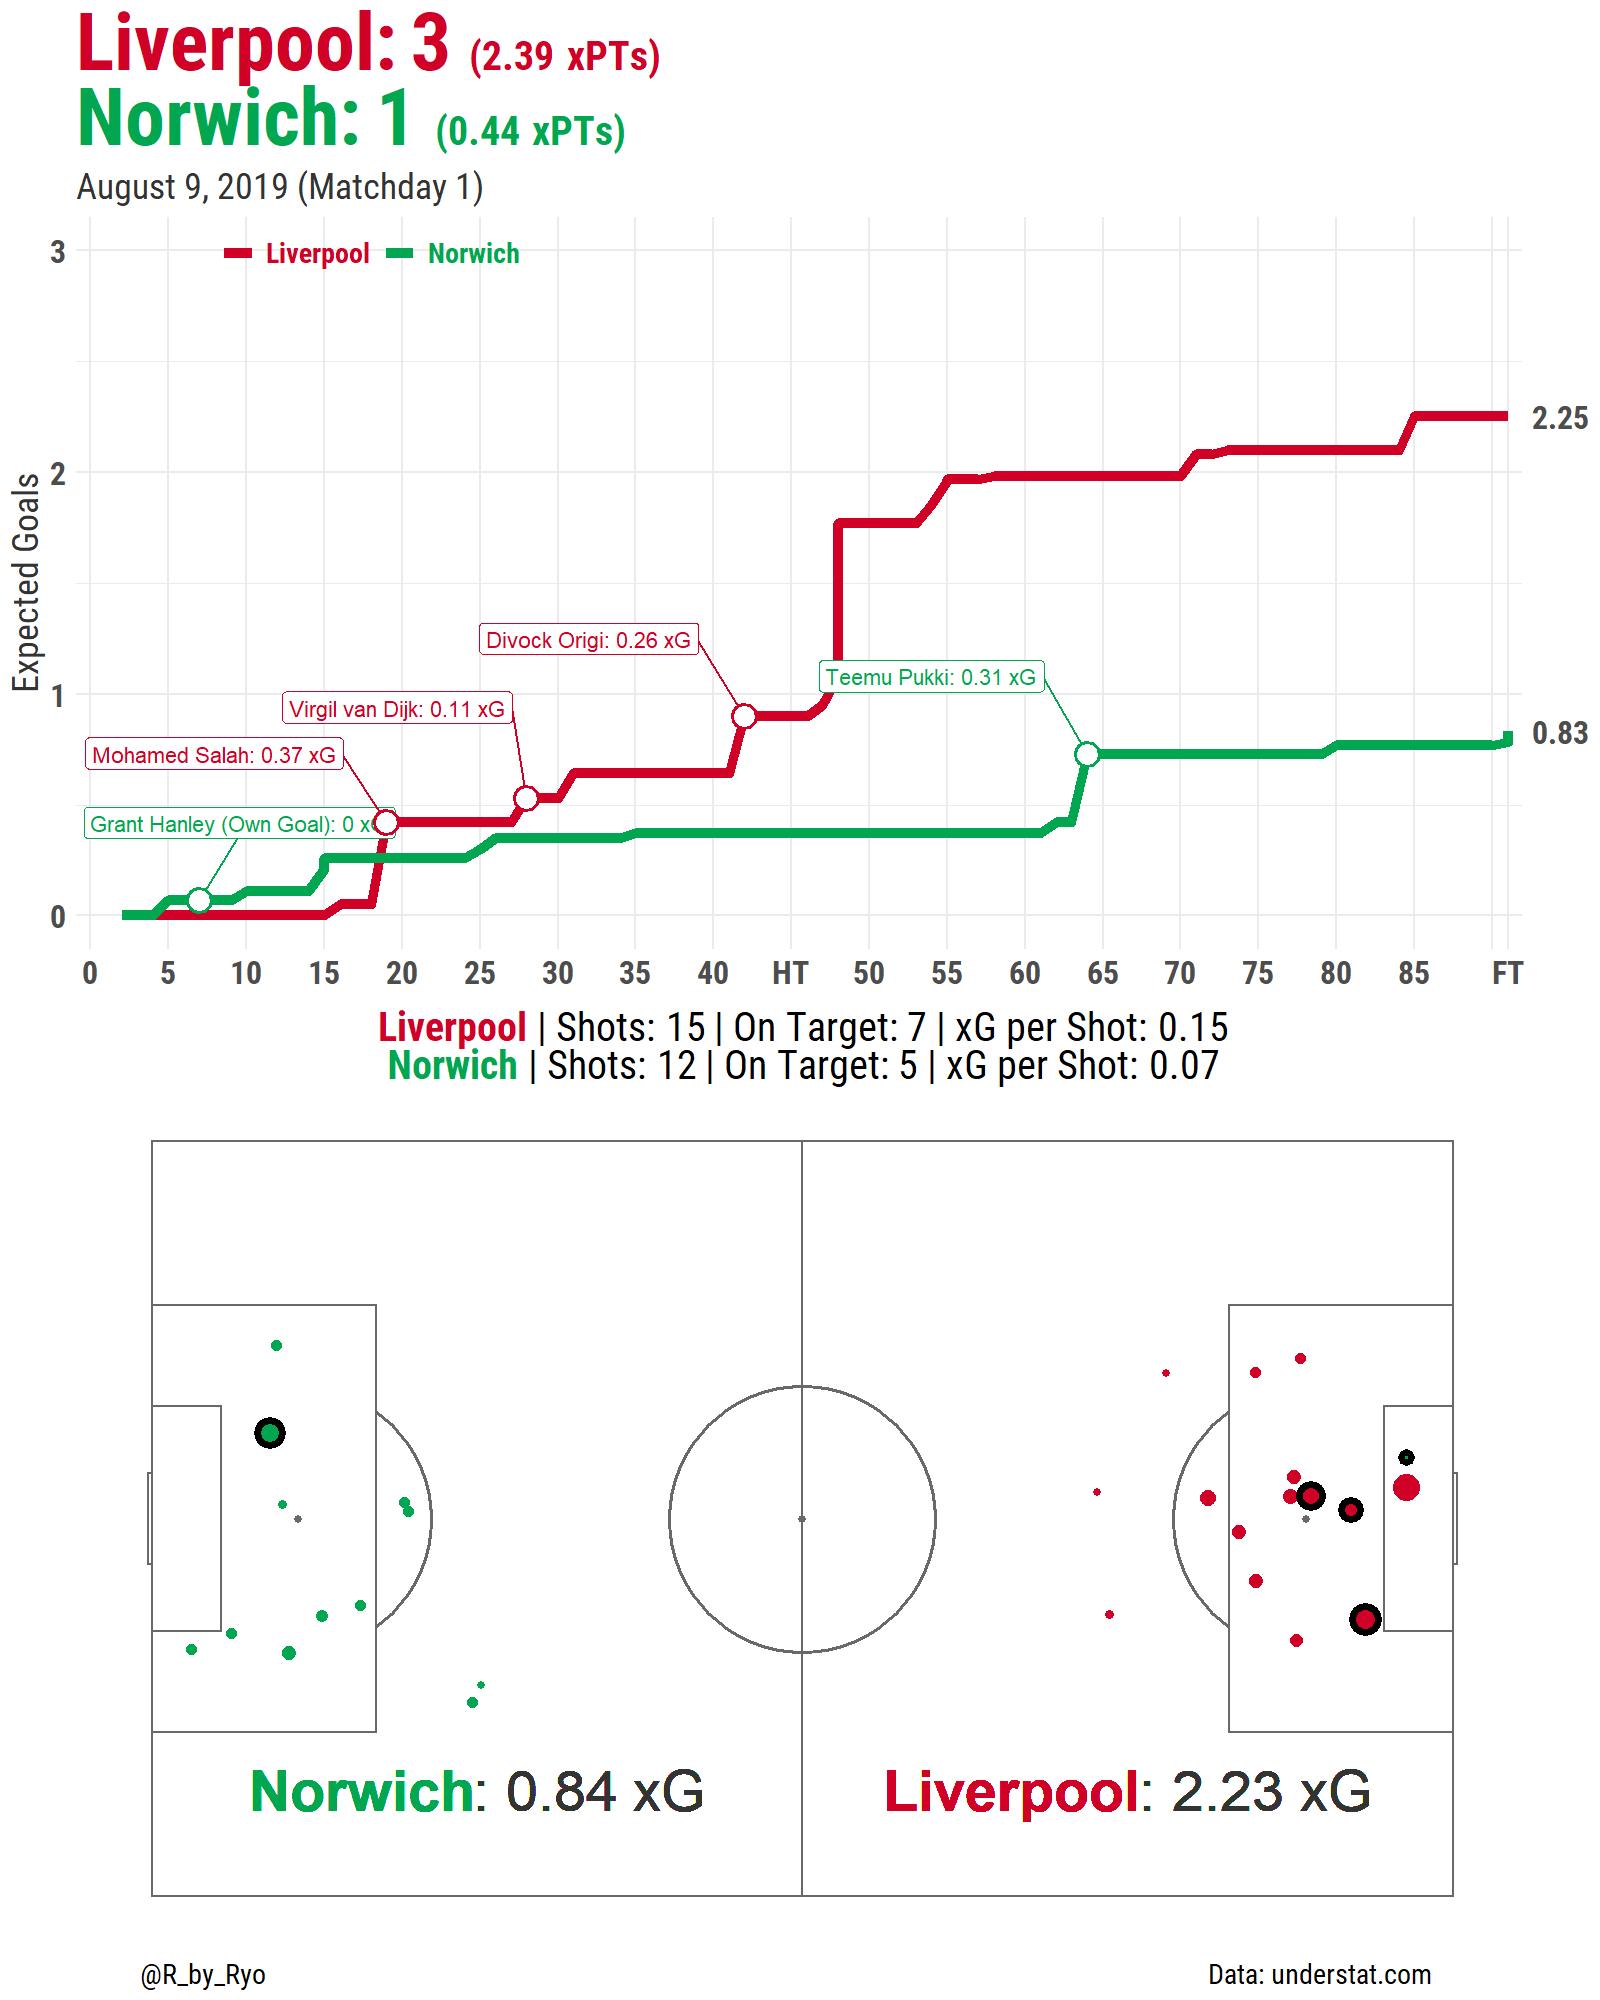 Liverpool: 3 (2.39 xPTs)
Norwich: 1 (0.44 xPTs)
August 9, 2019 (Matchday 1)
Liverpool Norwich
Expected Goals
3
2
1
0
2.25
0.83
Divock Origi: 0.26 xG
Teemu Pukki: 0.31 xG
Virgil van Dijk: 0.11 xG
Mohamed Salah: 0.37 xG
Grant Hanley (Own Goal): 0 xG
0 5 10 15 20 25 30 35 40 HT 50 55 60 65 70 75 80 85 FT
Liverpool | Shots: 15 | On Target: 7 | xG per Shot: 0.15
Norwich | Shots: 12 | On Target: 5 | xG per Shot: 0.07
Norwich: 0.84 xG
Liverpool: 2.23 xG
@R_by_Ryo
Data: understat.com